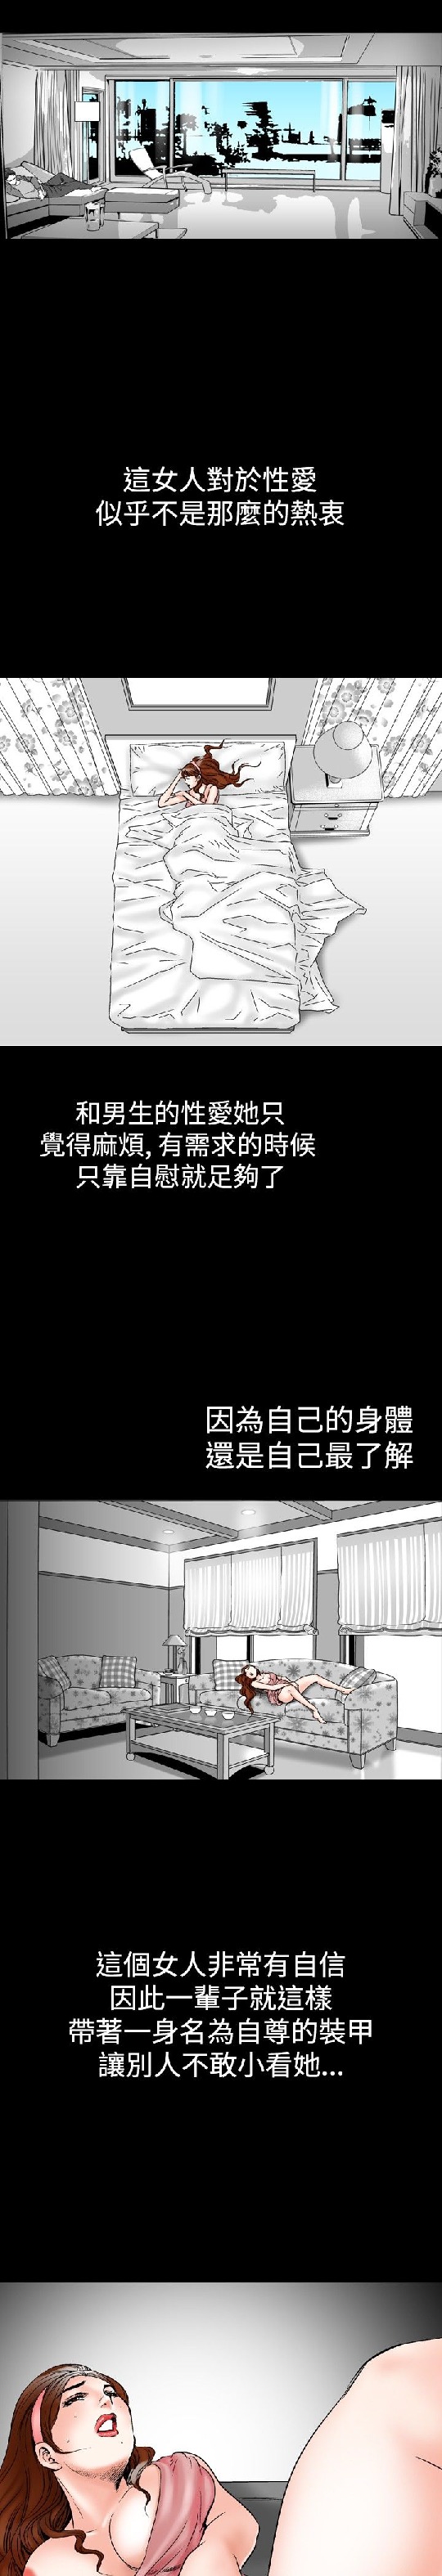 這女人對於性愛
似乎不是那麼的熱衷
和男生的性愛她只
覺得麻煩, 有需求的時候
只靠自慰就足夠了
因為自己的身體
還是自己最了解
這個女人非常有自信
因此一輩子就這樣
帶著一身名為自尊的裝甲
讓別人不敢小看她...